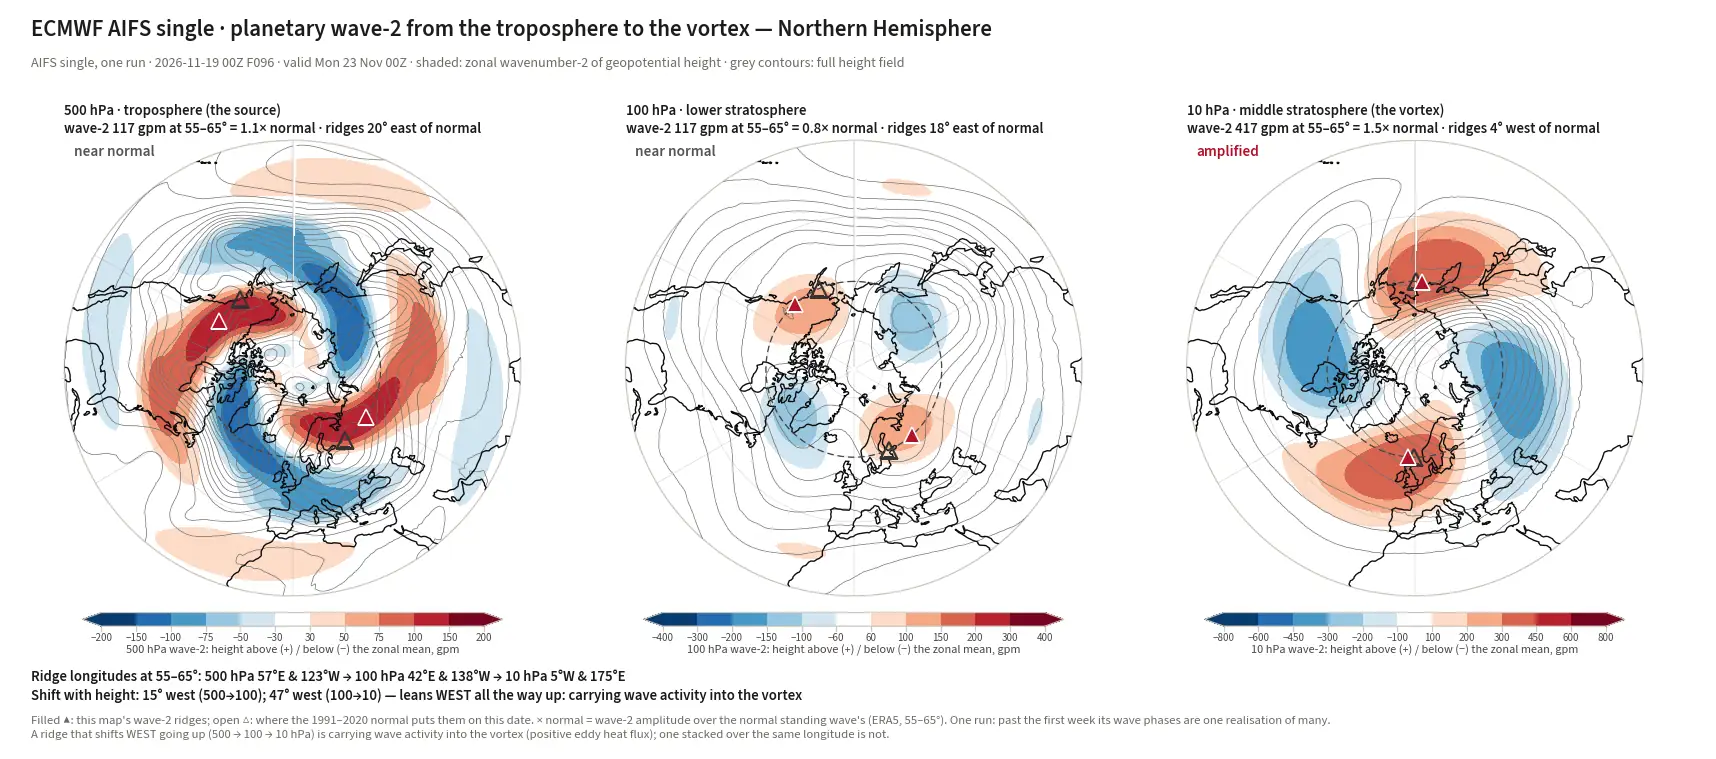 ECMWF AIFS single · planetary wave-2 from the troposphere to the vortex — Northern Hemisphere
AIFS single, one run · 2026-11-19 00Z F096 · valid Mon 23 Nov 00Z · shaded: zonal wavenumber-2 of geopotential height · grey contours: full height field
500 hPa · troposphere (the source)
wave-2 117 gpm at 55–65° = 1.1× normal · ridges 20° east of normal
near normal
100 hPa · lower stratosphere
wave-2 117 gpm at 55–65° = 0.8× normal · ridges 18° east of normal
near normal
10 hPa · middle stratosphere (the vortex)
wave-2 417 gpm at 55–65° = 1.5× normal · ridges 4° west of normal
amplified
−200 −150 −100 −75 −50 −30 30 50 75 100 150 200
500 hPa wave-2: height above (+) / below (−) the zonal mean, gpm
−400 −300 −200 −150 −100 −60 60 100 150 200 300 400
100 hPa wave-2: height above (+) / below (−) the zonal mean, gpm
−800 −600 −450 −300 −200 −100 100 200 300 450 600 800
10 hPa wave-2: height above (+) / below (−) the zonal mean, gpm
Ridge longitudes at 55–65°: 500 hPa 57°E & 123°W → 100 hPa 42°E & 138°W → 10 hPa 5°W & 175°E
Shift with height: 15° west (500→100); 47° west (100→10) — leans WEST all the way up: carrying wave activity into the vortex
Filled ▲: this map's wave-2 ridges; open △: where the 1991–2020 normal puts them on this date. × normal = wave-2 amplitude over the normal standing wave's (ERA5, 55–65°). One run: past the first week its wave phases are one realisation of many.
A ridge that shifts WEST going up (500 → 100 → 10 hPa) is carrying wave activity into the vortex (positive eddy heat flux); one stacked over the same longitude is not.